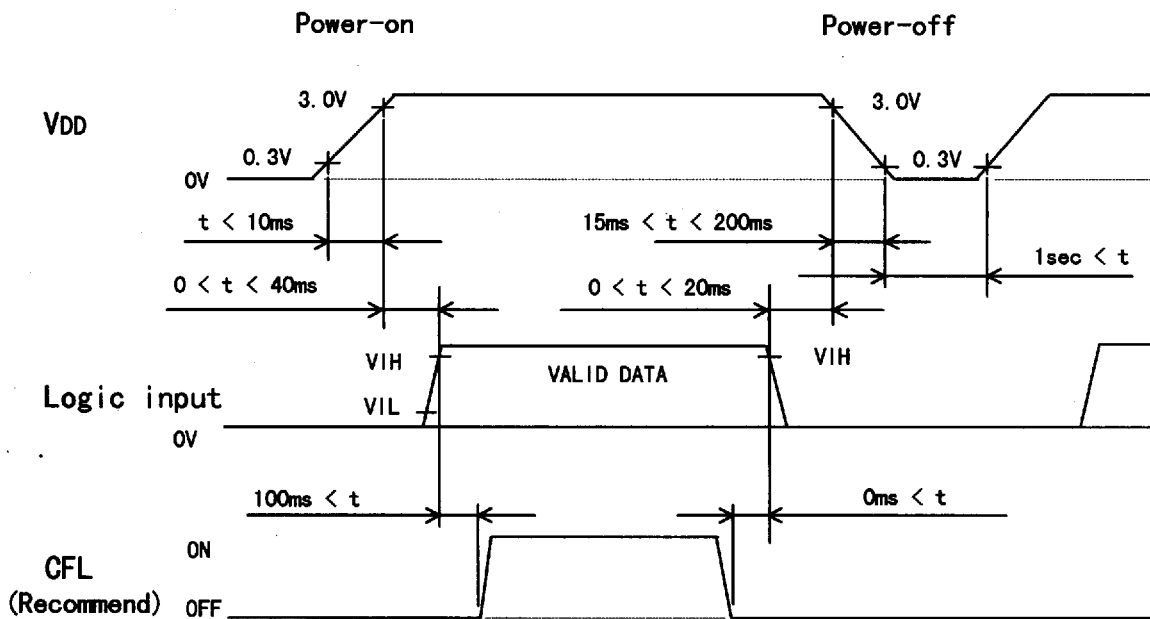 Power-on
Power-off
VDD
3.0V
3.0V
0.3V
0.3V
0V
t < 10ms
15ms < t < 200ms
1sec < t
0 < t < 40ms
0 < t < 20ms
VIH
VALID DATA
VIH
Logic input
VIL
0V
100ms < t
0ms < t
ON
CFL
(Recommend)
OFF